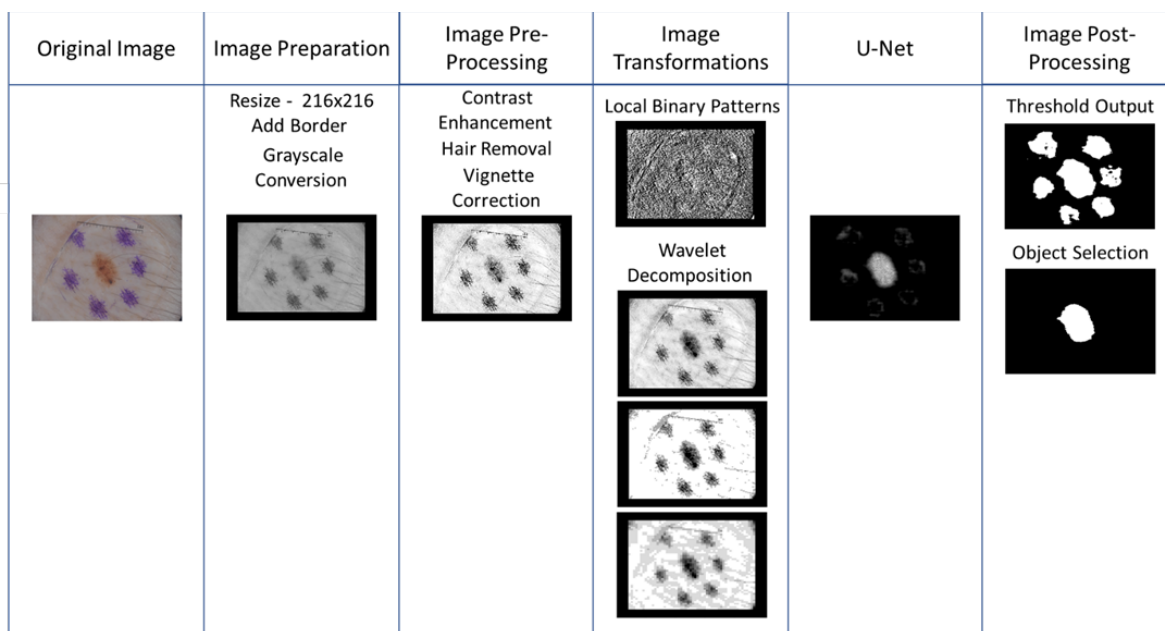 Original Image
Image Preparation
Image Pre-
Processing
Image
Transformations
U-Net
Image Post-
Processing
Resize - 216x216
Add Border
Grayscale
Conversion
Contrast
Enhancement
Hair Removal
Vignette
Correction
Local Binary Patterns
Wavelet
Decomposition
Threshold Output
Object Selection